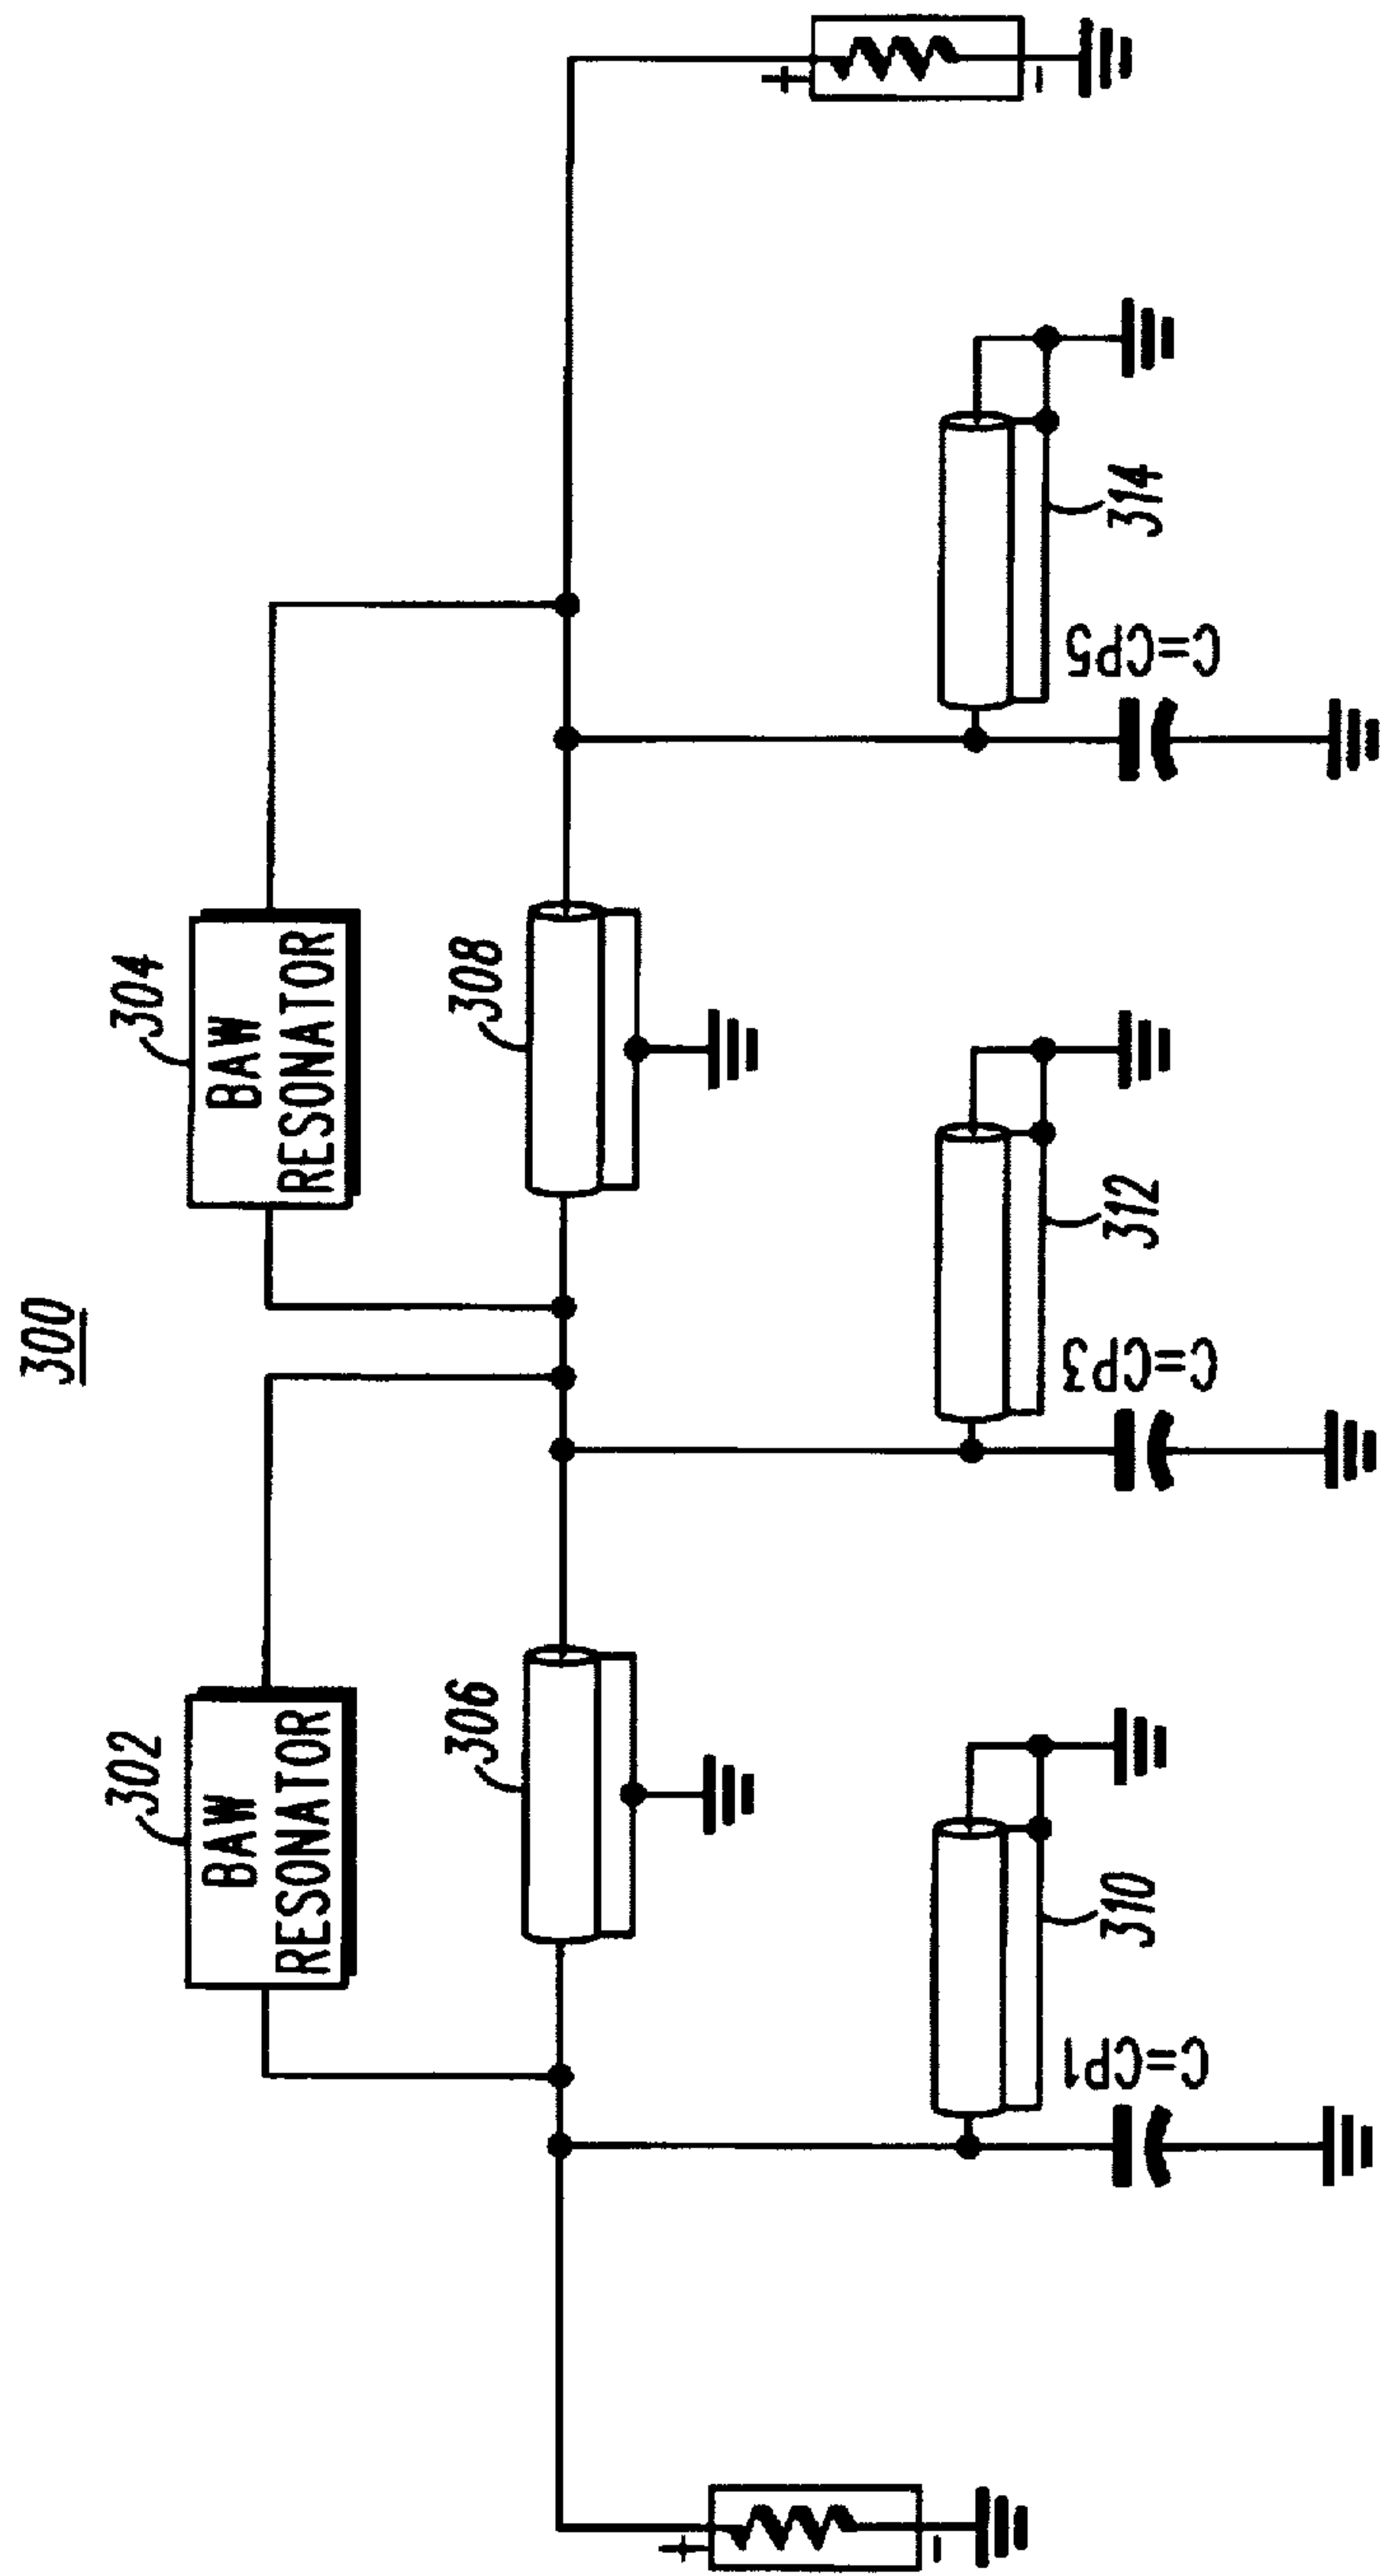 300
302
BAW
RESONATOR
304
BAW
RESONATOR
306
308
+
-
310
C=CP1
312
C=CP3
314
C=CP5
+
-